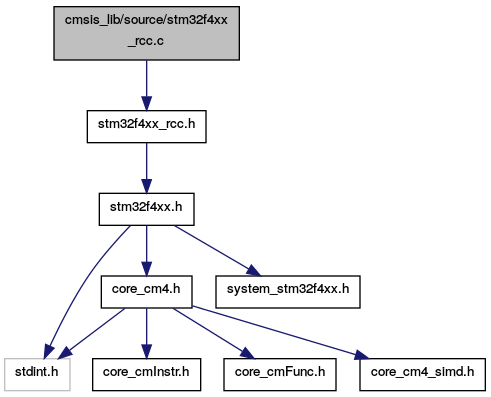 cmsis_lib/source/stm32f4xx
_rcc.c
stm32f4xx_rcc.h
stm32f4xx.h
core_cm4.h
system_stm32f4xx.h
stdint.h
core_cmInstr.h
core_cmFunc.h
core_cm4_simd.h